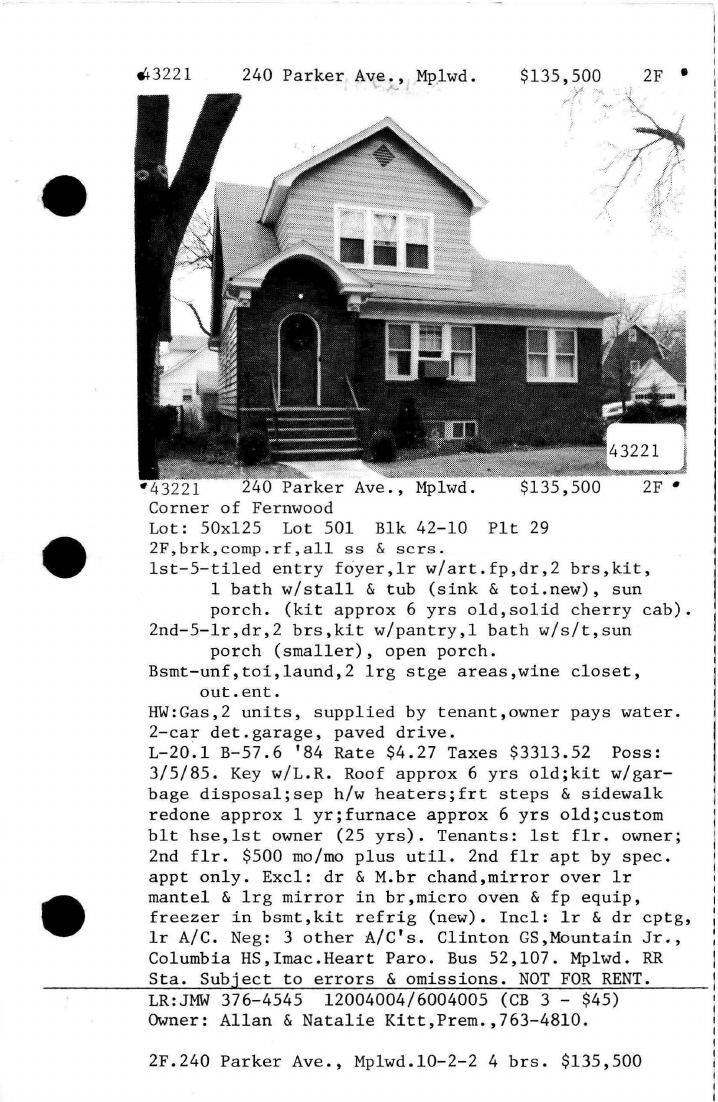 43221 240 Parker Ave., Mplwd. $135,500 2F
43221
43221 240 Parker Ave., Mplwd. $135,500 2F
Corner of Fernwood
Lot: 50x125 Lot 501 Blk 42-10 Plt 29
2F,brk,comp.rf,all ss & scrs.
1st-5-tiled entry foyer,lr w/art.fp,dr,2 brs,kit,
1 bath w/stall & tub (sink & toi.new), sun
porch. (kit approx 6 yrs old,solid cherry cab).
2nd-5-lr,dr,2 brs,kit w/pantry,1 bath w/s/t,sun
porch (smaller), open porch.
Bsmt-unf,toi,laund,2 lrg stge areas,wine closet,
out.ent.
HW:Gas,2 units, supplied by tenant,owner pays water.
2-car det.garage, paved drive.
L-20.1 B-57.6 '84 Rate $4.27 Taxes $3313.52 Poss:
3/5/85. Key w/L.R. Roof approx 6 yrs old;kit w/gar-
bage disposal;sep h/w heaters;frt steps & sidewalk
redone approx 1 yr;furnace approx 6 yrs old;custom
blt hse,1st owner (25 yrs). Tenants: 1st flr. owner;
2nd flr. $500 mo/mo plus util. 2nd flr apt by spec.
appt only. Excl: dr & M.br chand,mirror over lr
mantel & lrg mirror in br,micro oven & fp equip,
freezer in bsmt,kit refrig (new). Incl: lr & dr cptg,
lr A/C. Neg: 3 other A/C's. Clinton GS,Mountain Jr.,
Columbia HS,Imac.Heart Paro. Bus 52,107. Mplwd. RR
Sta. Subject to errors & omissions. NOT FOR RENT.
LR:JMW 376-4545 12004004/6004005 (CB 3 - $45)
Owner: Allan & Natalie Kitt,Prem.,763-4810.
2F.240 Parker Ave., Mplwd.10-2-2 4 brs. $135,500